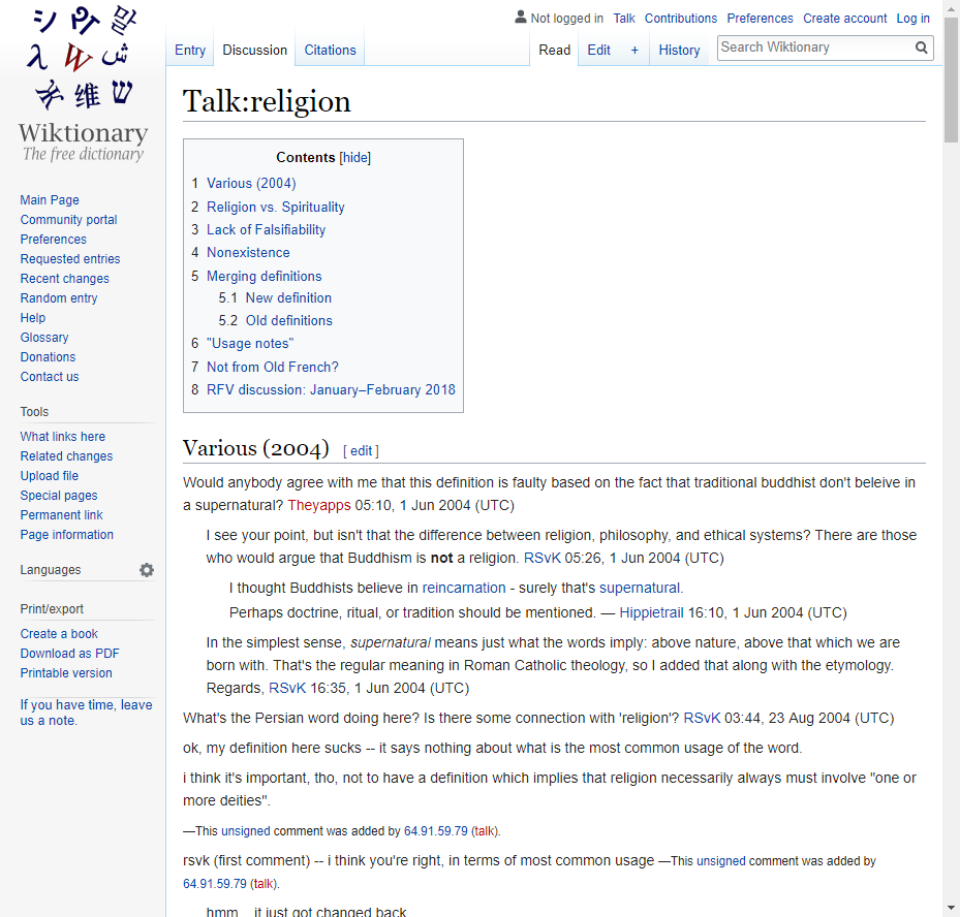 Wiktionary
The free dictionary
Not logged in Talk Contributions Preferences Create account Log in
Entry Discussion Citations Read Edit + History Search Wiktionary
Main Page
Community portal
Preferences
Requested entries
Recent changes
Random entry
Help
Glossary
Donations
Contact us
Tools
What links here
Related changes
Upload file
Special pages
Permanent link
Page information
Languages
Print/export
Create a book
Download as PDF
Printable version
If you have time, leave
us a note.
Talk:religion
Contents [hide]
1 Various (2004)
2 Religion vs. Spirituality
3 Lack of Falsifiability
4 Nonexistence
5 Merging definitions
5.1 New definition
5.2 Old definitions
6 "Usage notes"
7 Not from Old French?
8 RFV discussion: January–February 2018
Various (2004) [ edit ]
Would anybody agree with me that this definition is faulty based on the fact that traditional buddhist don't beleive in
a supernatural? Theyapps 05:10, 1 Jun 2004 (UTC)
I see your point, but isn't that the difference between religion, philosophy, and ethical systems? There are those
who would argue that Buddhism is not a religion. RSvK 05:26, 1 Jun 2004 (UTC)
I thought Buddhists believe in reincarnation - surely that's supernatural.
Perhaps doctrine, ritual, or tradition should be mentioned. — Hippietrail 16:10, 1 Jun 2004 (UTC)
In the simplest sense, supernatural means just what the words imply: above nature, above that which we are
born with. That's the regular meaning in Roman Catholic theology, so I added that along with the etymology.
Regards, RSvK 16:35, 1 Jun 2004 (UTC)
What's the Persian word doing here? Is there some connection with 'religion'? RSvK 03:44, 23 Aug 2004 (UTC)
ok, my definition here sucks -- it says nothing about what is the most common usage of the word.
i think it's important, tho, not to have a definition which implies that religion necessarily always must involve "one or
more deities".
—This unsigned comment was added by 64.91.59.79 (talk).
rsvk (first comment) -- i think you're right, in terms of most common usage —This unsigned comment was added by
64.91.59.79 (talk).
hmm... it just got changed back